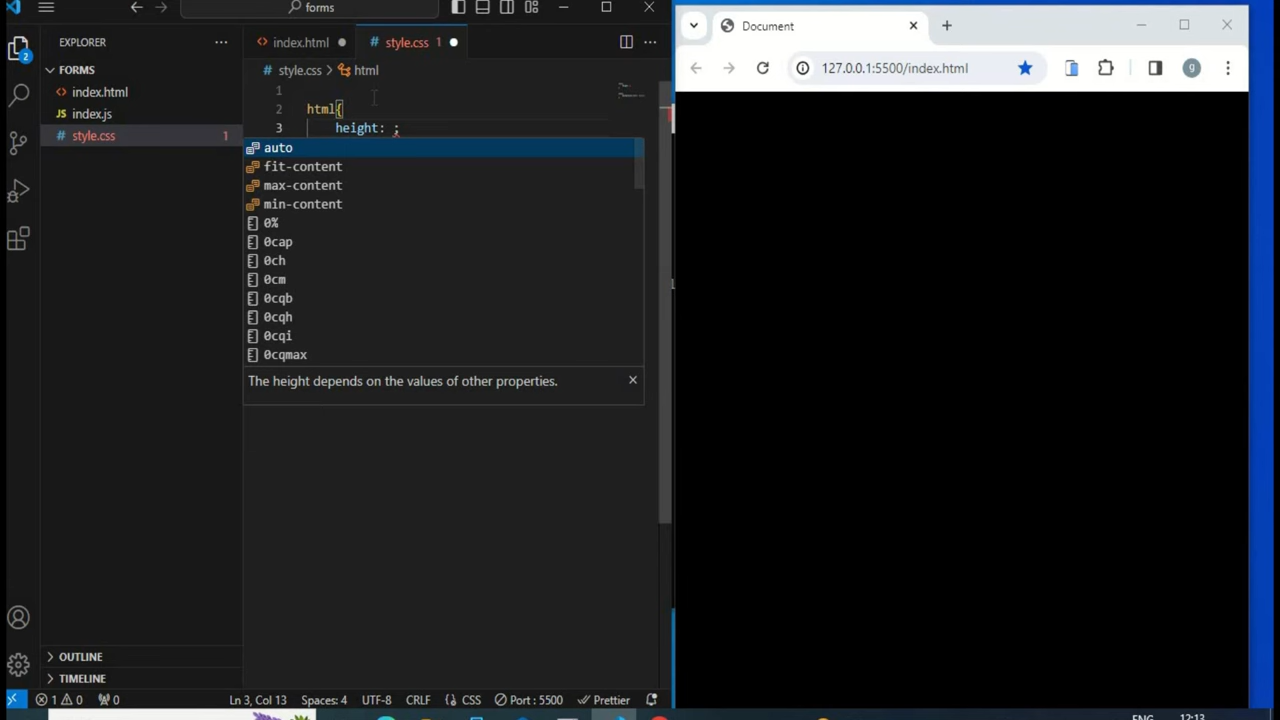 forms
Document
EXPLORER
index.html
style.css 1
127.0.0.1:5500/index.html
g
2
FORMS
style.css > html
index.html
index.js
style.css 1
1
2 html{
3 height: ;
auto
fit-content
max-content
min-content
0%
0cap
0ch
0cm
0cqb
0cqh
0cqi
0cqmax
The height depends on the values of other properties.
OUTLINE
TIMELINE
1 0 0
Ln 3, Col 13
Spaces: 4
UTF-8
CRLF
{} CSS
Port : 5500
Prettier
ENG
12:13